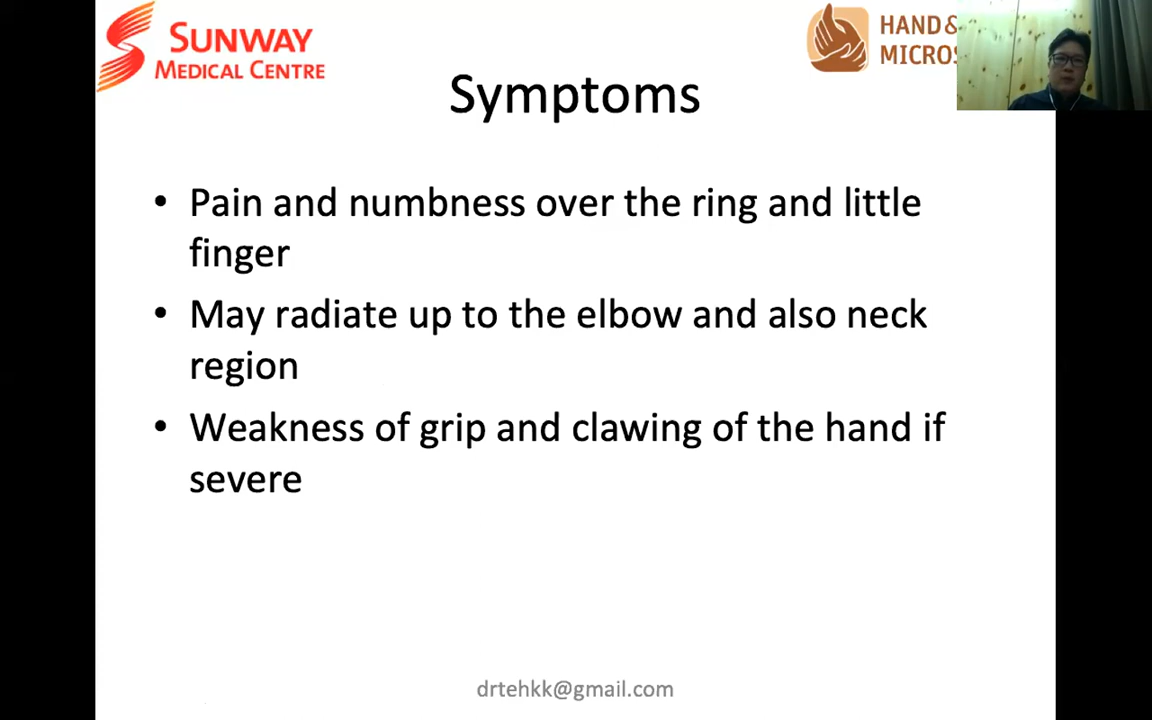 SUNWAY
MEDICAL CENTRE
HAND&
MICROS
Symptoms
• Pain and numbness over the ring and little
finger
• May radiate up to the elbow and also neck
region
• Weakness of grip and clawing of the hand if
severe
drtehkk@gmail.com